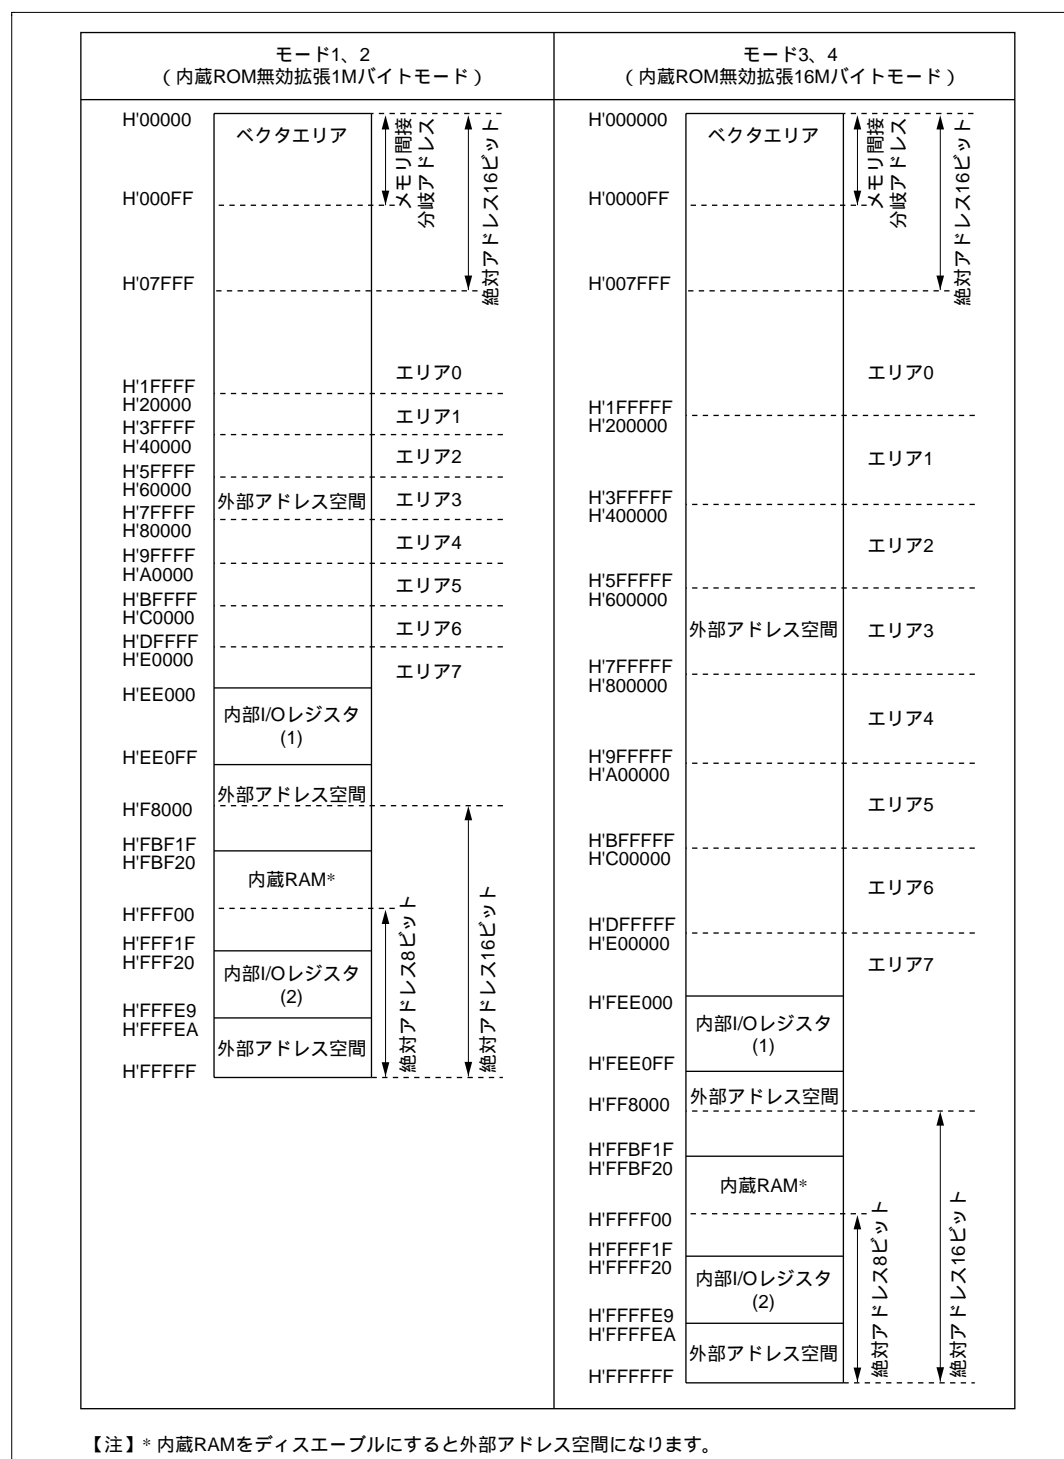 モード1、2
(内蔵ROM無効拡張1Mバイトモード)
H'00000
ベクタエリア
メモリ間接
分岐アドレス
絶対アドレス16ビット
H'000FF
H'07FFF
エリア0
H'1FFFF
H'20000
エリア1
H'3FFFF
H'40000
エリア2
H'5FFFF
H'60000
外部アドレス空間
エリア3
H'7FFFF
H'80000
エリア4
H'9FFFF
H'A0000
エリア5
H'BFFFF
H'C0000
エリア6
H'DFFFF
H'E0000
エリア7
H'EE000
内部I/Oレジスタ
(1)
H'EE0FF
外部アドレス空間
H'F8000
H'FBF1F
H'FBF20
内蔵RAM*
H'FFF00
絶対アドレス8ビット
絶対アドレス16ビット
H'FFF1F
H'FFF20
内部I/Oレジスタ
(2)
H'FFFE9
H'FFFEA
外部アドレス空間
H'FFFFF
モード3、4
(内蔵ROM無効拡張16Mバイトモード)
H'000000
ベクタエリア
メモリ間接
分岐アドレス
絶対アドレス16ビット
H'0000FF
H'007FFF
エリア0
H'1FFFFF
H'200000
エリア1
H'3FFFFF
H'400000
エリア2
H'5FFFFF
H'600000
外部アドレス空間
エリア3
H'7FFFFF
H'800000
エリア4
H'9FFFFF
H'A00000
エリア5
H'BFFFFF
H'C00000
エリア6
H'DFFFFF
H'E00000
エリア7
H'FEE000
内部I/Oレジスタ
(1)
H'FEE0FF
外部アドレス空間
H'FF8000
H'FFBF1F
H'FFBF20
内蔵RAM*
H'FFFF00
絶対アドレス8ビット
絶対アドレス16ビット
H'FFFF1F
H'FFFF20
内部I/Oレジスタ
(2)
H'FFFFE9
H'FFFFEA
外部アドレス空間
H'FFFFFF
【注】* 内蔵RAMをディスエーブルにすると外部アドレス空間になります。